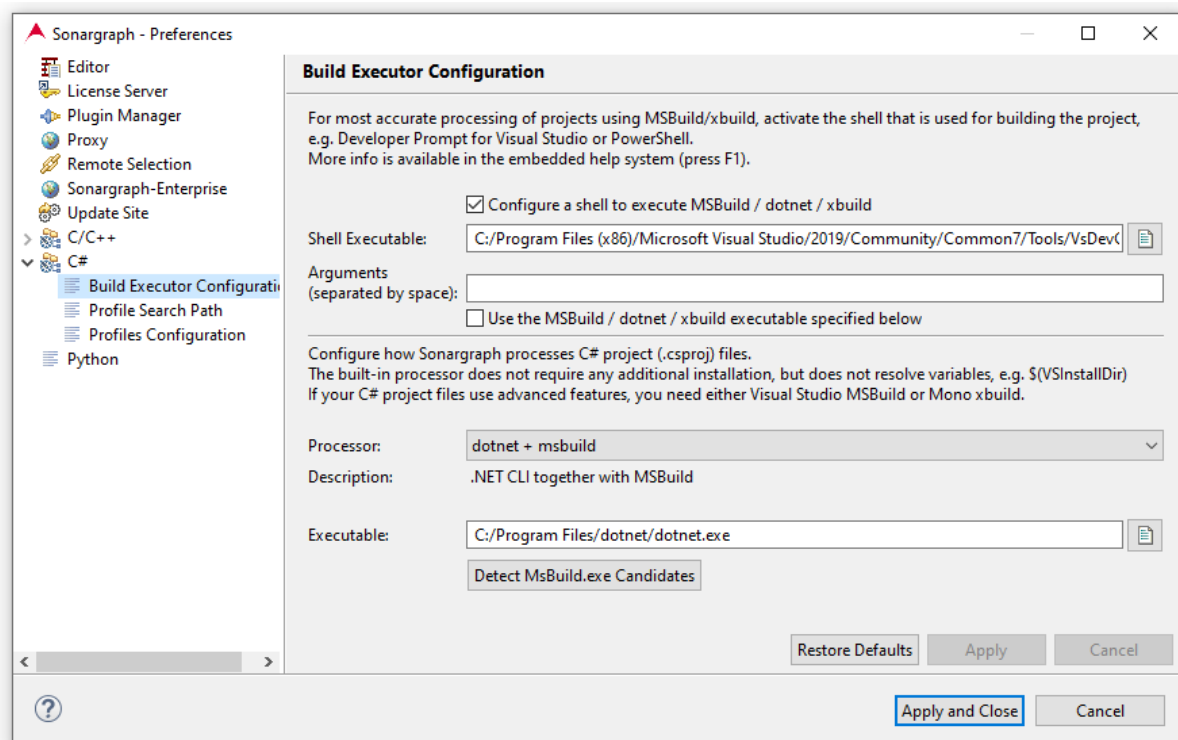 Sonargraph - Preferences
Editor
License Server
Plugin Manager
Proxy
Remote Selection
Sonargraph-Enterprise
Update Site
C/C++
C#
Build Executor Configurati
Profile Search Path
Profiles Configuration
Python
Build Executor Configuration
For most accurate processing of projects using MSBuild/xbuild, activate the shell that is used for building the project,
e.g. Developer Prompt for Visual Studio or PowerShell.
More info is available in the embedded help system (press F1).
Configure a shell to execute MSBuild / dotnet / xbuild
Shell Executable: C:/Program Files (x86)/Microsoft Visual Studio/2019/Community/Common7/Tools/VsDev
Arguments
(separated by space):
Use the MSBuild / dotnet / xbuild executable specified below
Configure how Sonargraph processes C# project (.csproj) files.
The built-in processor does not require any additional installation, but does not resolve variables, e.g. $(VSInstallDir)
If your C# project files use advanced features, you need either Visual Studio MSBuild or Mono xbuild.
Processor: dotnet + msbuild
Description: .NET CLI together with MSBuild
Executable: C:/Program Files/dotnet/dotnet.exe
Detect MsBuild.exe Candidates
Restore Defaults Apply Cancel
? Apply and Close Cancel